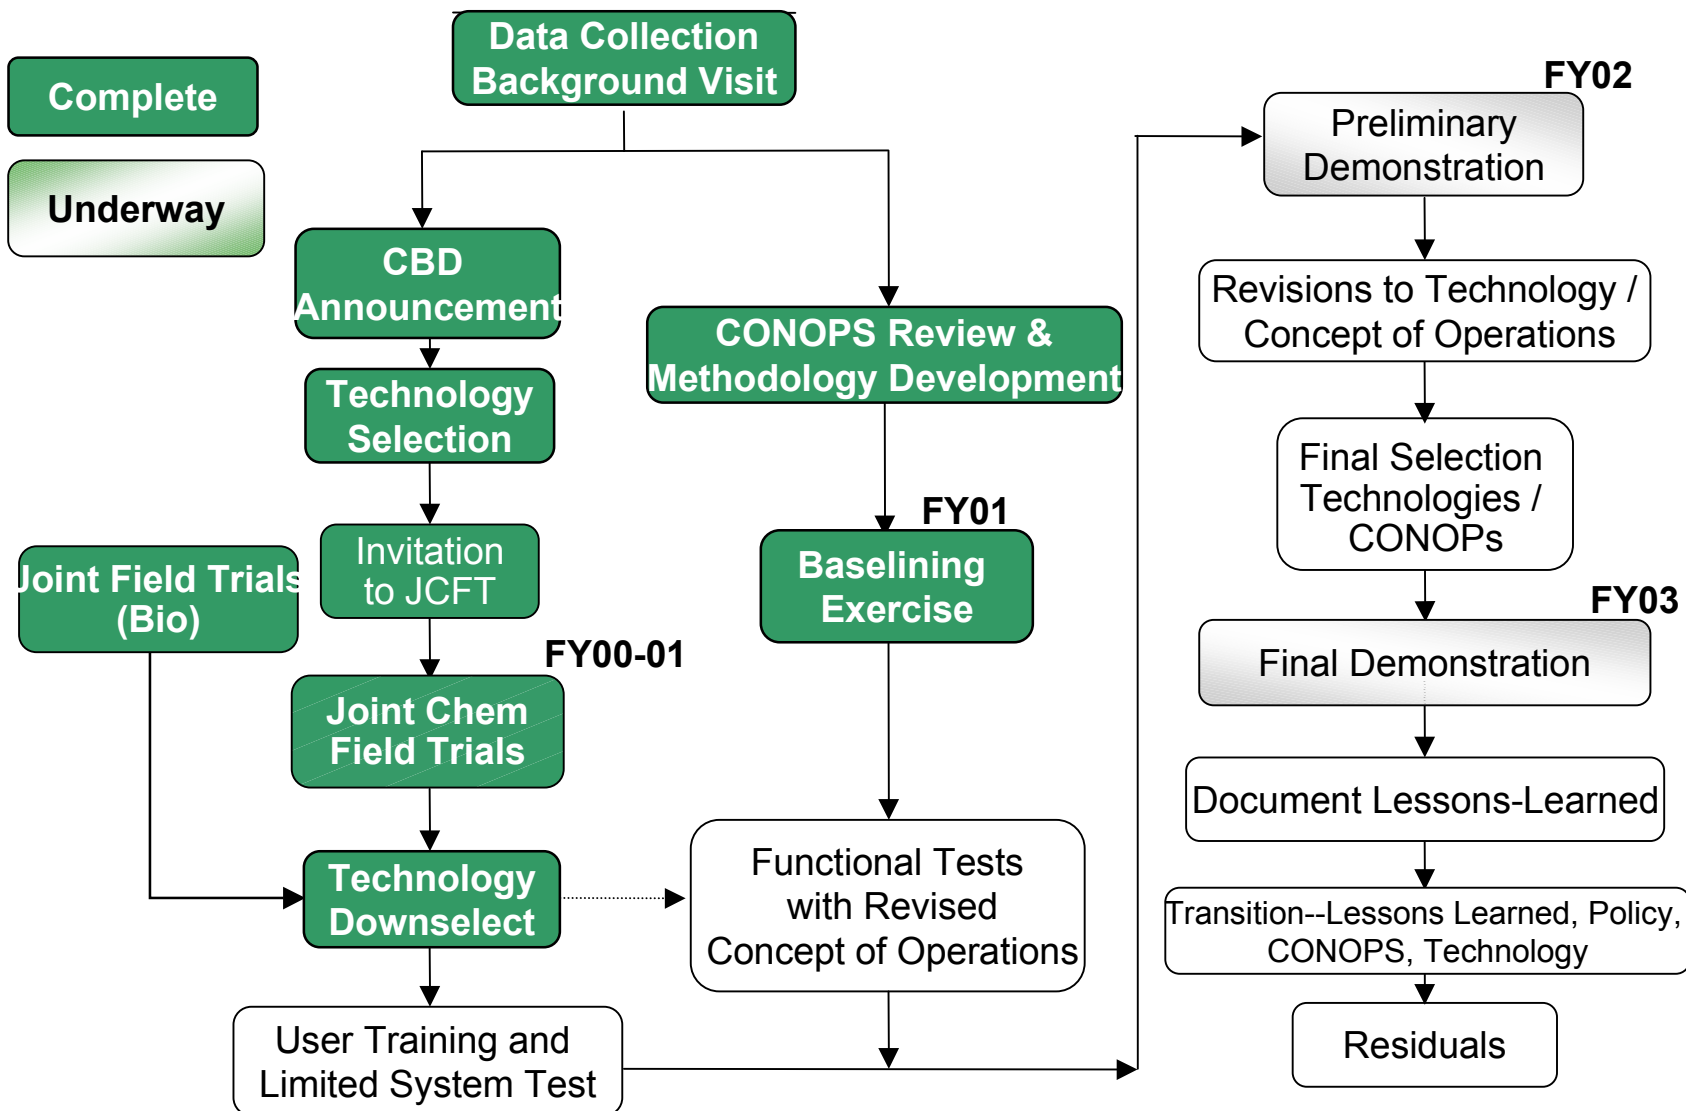 Complete
Underway
Data Collection
Background Visit
CBD
Announcement
Technology
Selection
Invitation
to JCFT
Joint Field Trials
(Bio)
FY00-01
Joint Chem
Field Trials
Technology
Downselect
User Training and
Limited System Test
CONOPS Review &
Methodology Development
FY01
Baselining
Exercise
Functional Tests
with Revised
Concept of Operations
FY02
Preliminary
Demonstration
Revisions to Technology /
Concept of Operations
Final Selection
Technologies /
CONOPs
FY03
Final Demonstration
Document Lessons-Learned
Transition--Lessons Learned, Policy,
CONOPS, Technology
Residuals